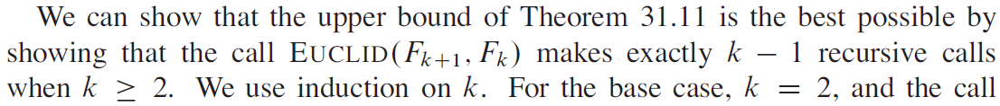 We can show that the upper bound of Theorem 31.11 is the best possible by
showing that the call EUCLID(F_{k+1}, F_k) makes exactly k − 1 recursive calls
when k ≥ 2. We use induction on k. For the base case, k = 2, and the call